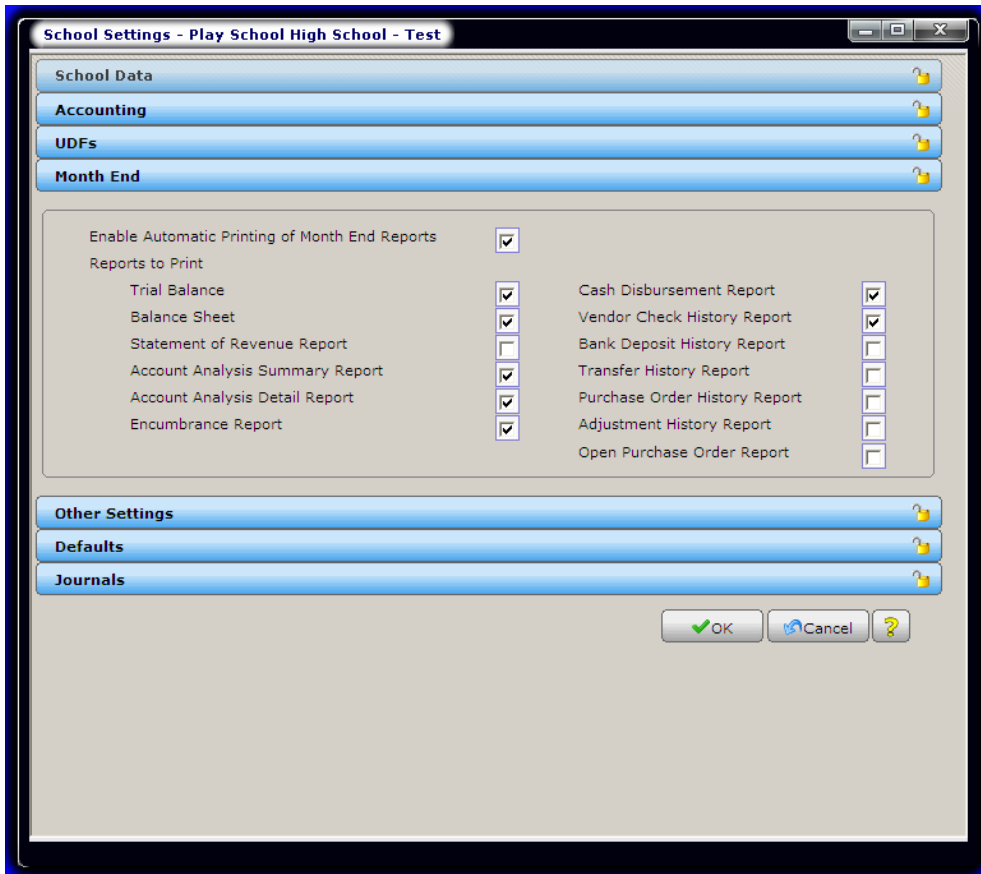 School Settings - Play School High School - Test
School Data
Accounting
UDFs
Month End
Enable Automatic Printing of Month End Reports
Reports to Print
Trial Balance
Balance Sheet
Statement of Revenue Report
Account Analysis Summary Report
Account Analysis Detail Report
Encumbrance Report
Cash Disbursement Report
Vendor Check History Report
Bank Deposit History Report
Transfer History Report
Purchase Order History Report
Adjustment History Report
Open Purchase Order Report
Other Settings
Defaults
Journals
OK Cancel ?